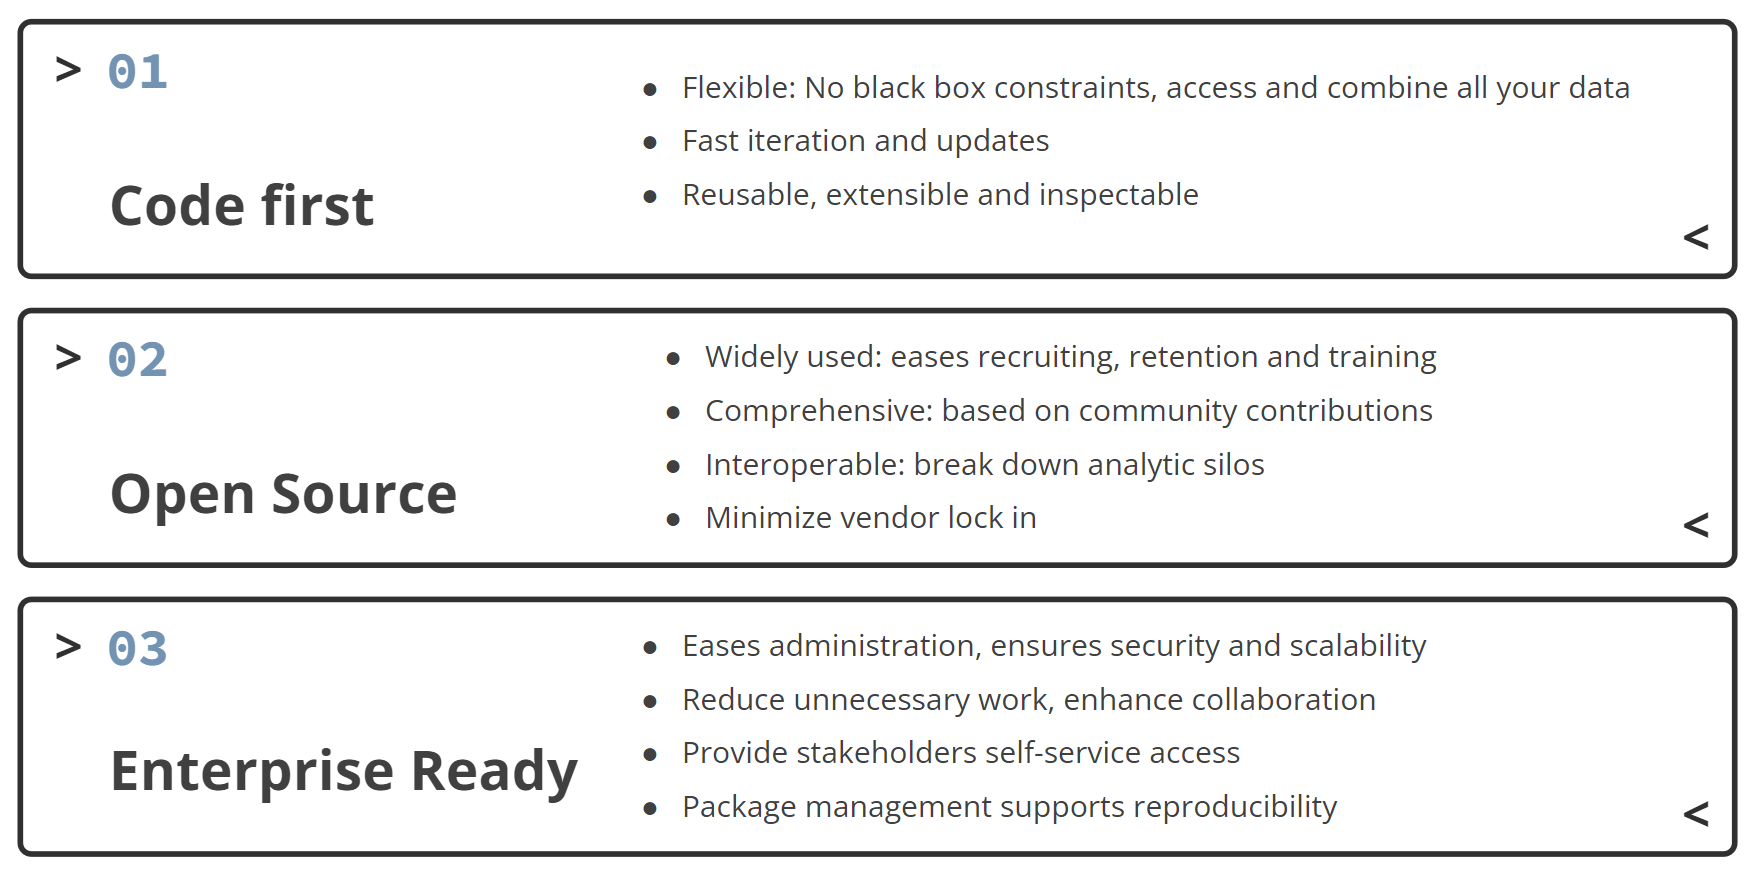 > 01
Code first
● Flexible: No black box constraints, access and combine all your data
● Fast iteration and updates
● Reusable, extensible and inspectable
<
> 02
Open Source
● Widely used: eases recruiting, retention and training
● Comprehensive: based on community contributions
● Interoperable: break down analytic silos
● Minimize vendor lock in
<
> 03
Enterprise Ready
● Eases administration, ensures security and scalability
● Reduce unnecessary work, enhance collaboration
● Provide stakeholders self-service access
● Package management supports reproducibility
<